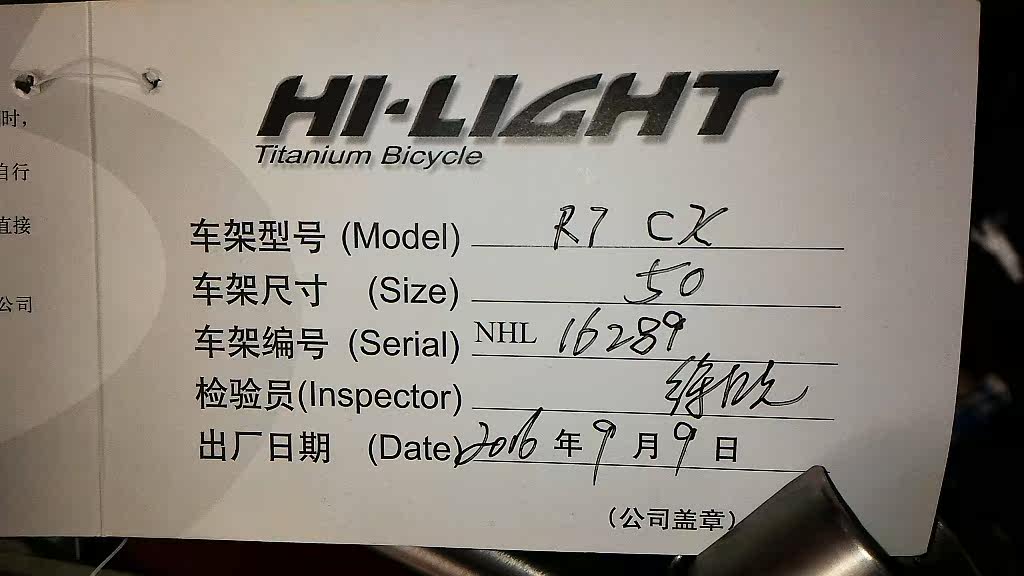 时，
自行
直接
公司
HI-LIGHT
Titanium Bicycle
车架型号 (Model) R7 CX
车架尺寸 (Size) 50
车架编号 (Serial) NHL 16289
检验员(Inspector)
出厂日期 (Date) 2016 年 9 月 9 日
（公司盖章）